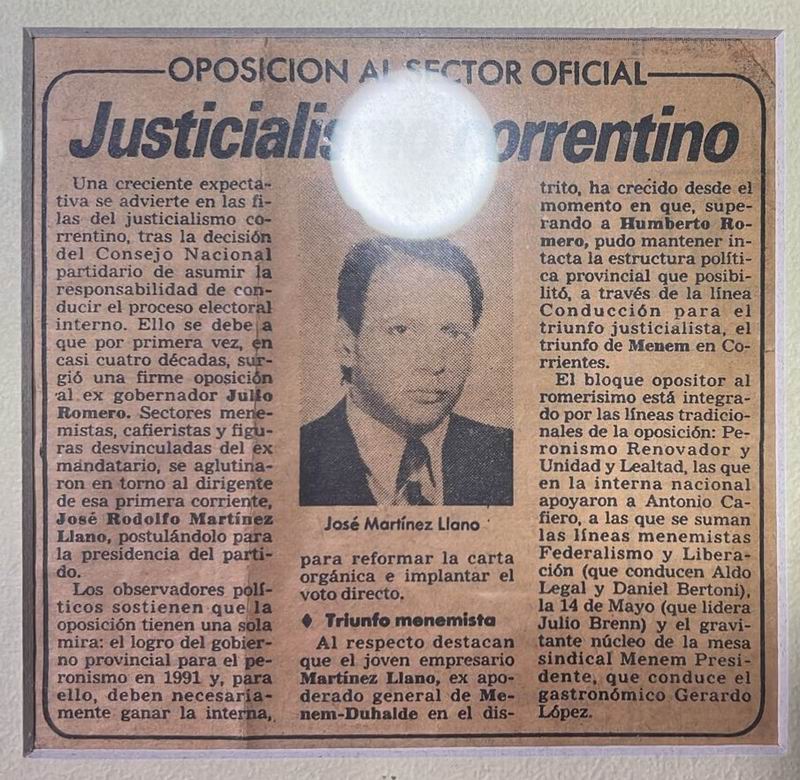 OPOSICION AL SECTOR OFICIAL
Justicialis orrentino
Una creciente expecta-
tiva se advierte en las fi-
las del justicialismo co-
rrentino, tras la decisión
del Consejo Nacional
partidario de asumir la
responsabilidad de con-
ducir el proceso electoral
interno. Ello se debe a
que por primera vez, en
casi cuatro décadas, sur-
gió una firme oposición
al ex gobernador Julio
Romero. Sectores mene-
mistas, cafieristas y figu-
ras desvinculadas del ex
mandatario, se aglutina-
ron en torno al dirigente
de esa primera corriente,
José Rodolfo Martínez
Llano, postulándolo para
la presidencia del parti-
do.
Los observadores polí-
ticos sostienen que la
oposición tienen una sola
mira: el logro del gobier-
no provincial para el pe-
ronismo en 1991 y, para
ello, deben necesaria-
mente ganar la interna,
José Martínez Llano
para reformar la carta
orgánica e implantar el
voto directo.
♦ Triunfo menemista
Al respecto destacan
que el joven empresario
Martínez Llano, ex apo-
derado general de Me-
nem-Duhalde en el dis-
trito, ha crecido desde el
momento en que, supe-
rando a Humberto Ro-
mero, pudo mantener in-
tacta la estructura políti-
ca provincial que posibi-
litó, a través de la línea
Conducción para el
triunfo justicialista, el
triunfo de Menem en Co-
rrientes.
El bloque opositor al
romerisimo está integra-
do por las líneas tradicio-
nales de la oposición: Pe-
ronismo Renovador y
Unidad y Lealtad, las que
en la interna nacional
apoyaron a Antonio Ca-
fiero, a las que se suman
las líneas menemistas
Federalismo y Libera-
ción (que conducen Aldo
Legal y Daniel Bertoni),
la 14 de Mayo (que lidera
Julio Brenn) y el gravi-
tante núcleo de la mesa
sindical Menem Presi-
dente, que conduce el
gastronómico Gerardo
López.